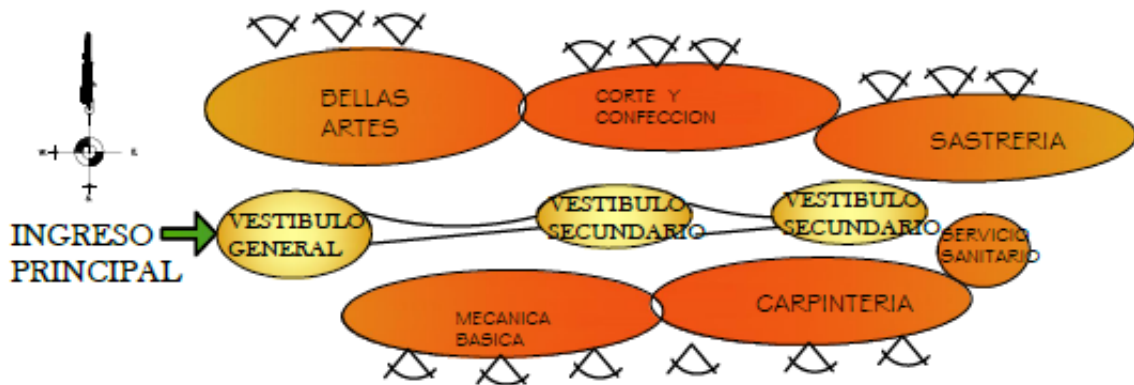 BELLAS
ARTES
CORTE Y
CONFECCION
SASTRERIA
INGRESO
PRINCIPAL
VESTIBULO
GENERAL
VESTIBULO
SECUNDARIO
VESTIBULO
SECUNDARIO
SERVICIO
SANITARIO
MECANICA
BASICA
CARPINTERIA